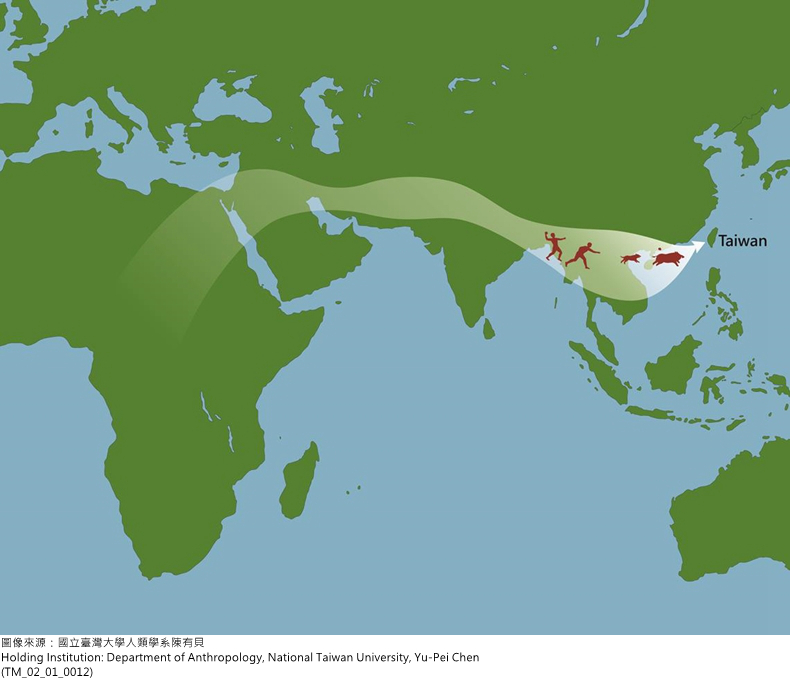 Taiwan
圖像來源：國立臺灣大學人類學系陳有貝
Holding Institution: Department of Anthropology, National Taiwan University, Yu-Pei Chen
(TM_02_01_0012)